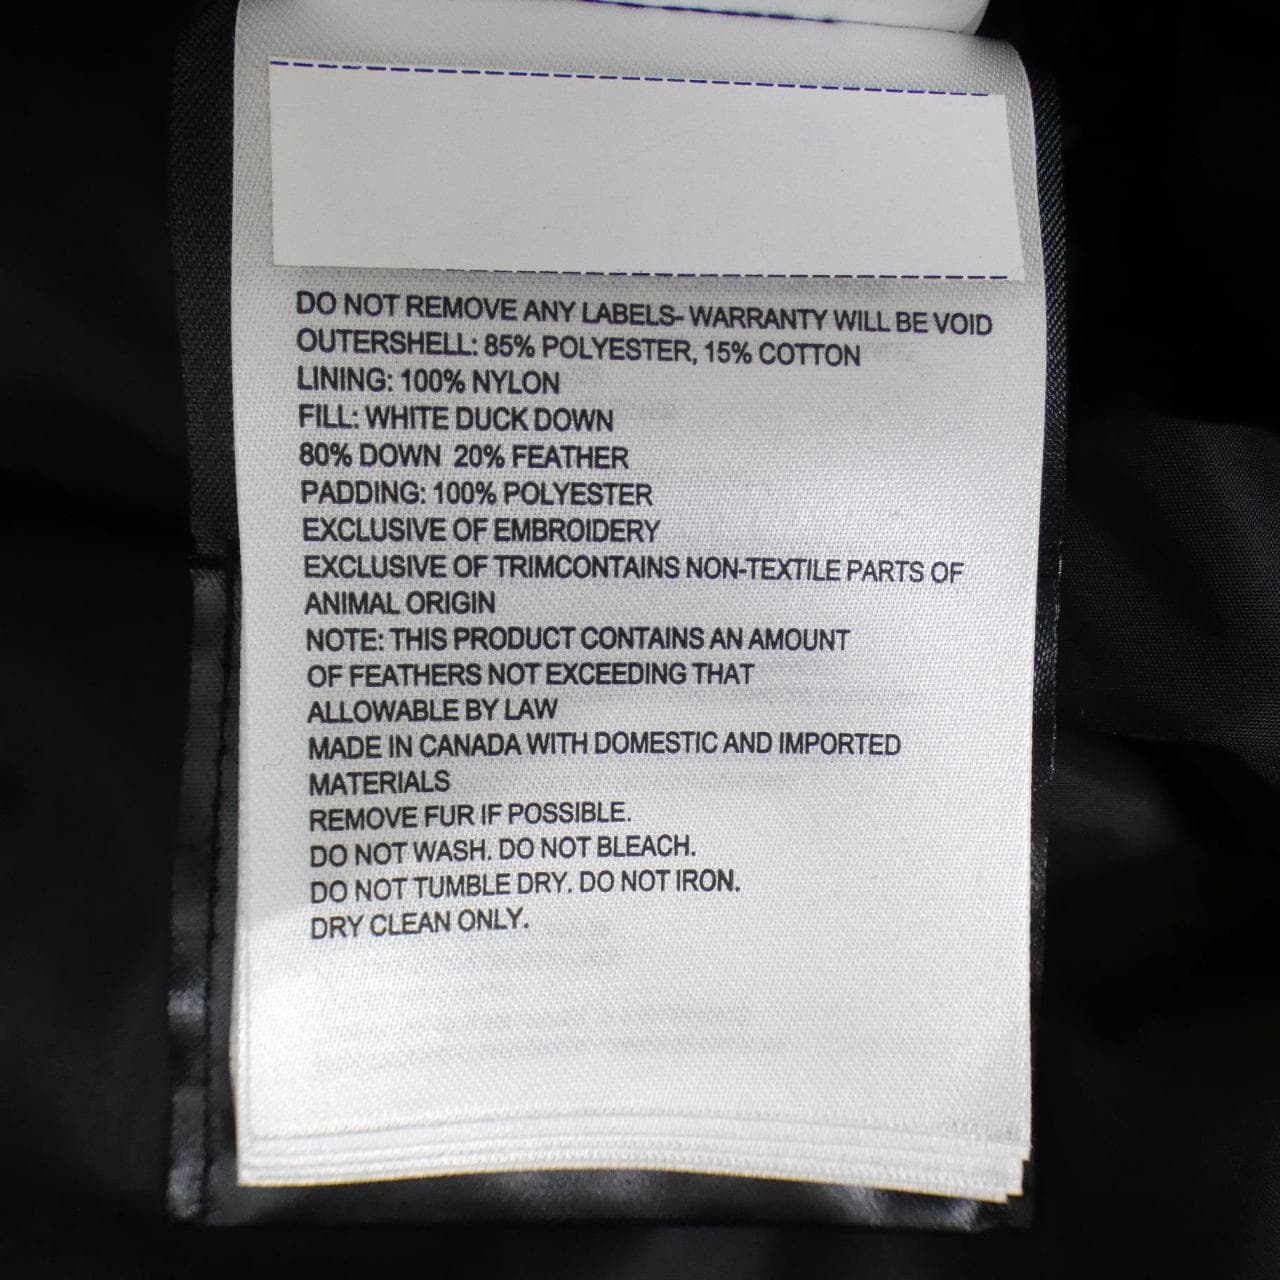 DO NOT REMOVE ANY LABELS- WARRANTY WILL BE VOID
OUTERSHELL: 85% POLYESTER, 15% COTTON
LINING: 100% NYLON
FILL: WHITE DUCK DOWN
80% DOWN 20% FEATHER
PADDING: 100% POLYESTER
EXCLUSIVE OF EMBROIDERY
EXCLUSIVE OF TRIMCONTAINS NON-TEXTILE PARTS OF
ANIMAL ORIGIN
NOTE: THIS PRODUCT CONTAINS AN AMOUNT
OF FEATHERS NOT EXCEEDING THAT
ALLOWABLE BY LAW
MADE IN CANADA WITH DOMESTIC AND IMPORTED
MATERIALS
REMOVE FUR IF POSSIBLE.
DO NOT WASH. DO NOT BLEACH.
DO NOT TUMBLE DRY. DO NOT IRON.
DRY CLEAN ONLY.